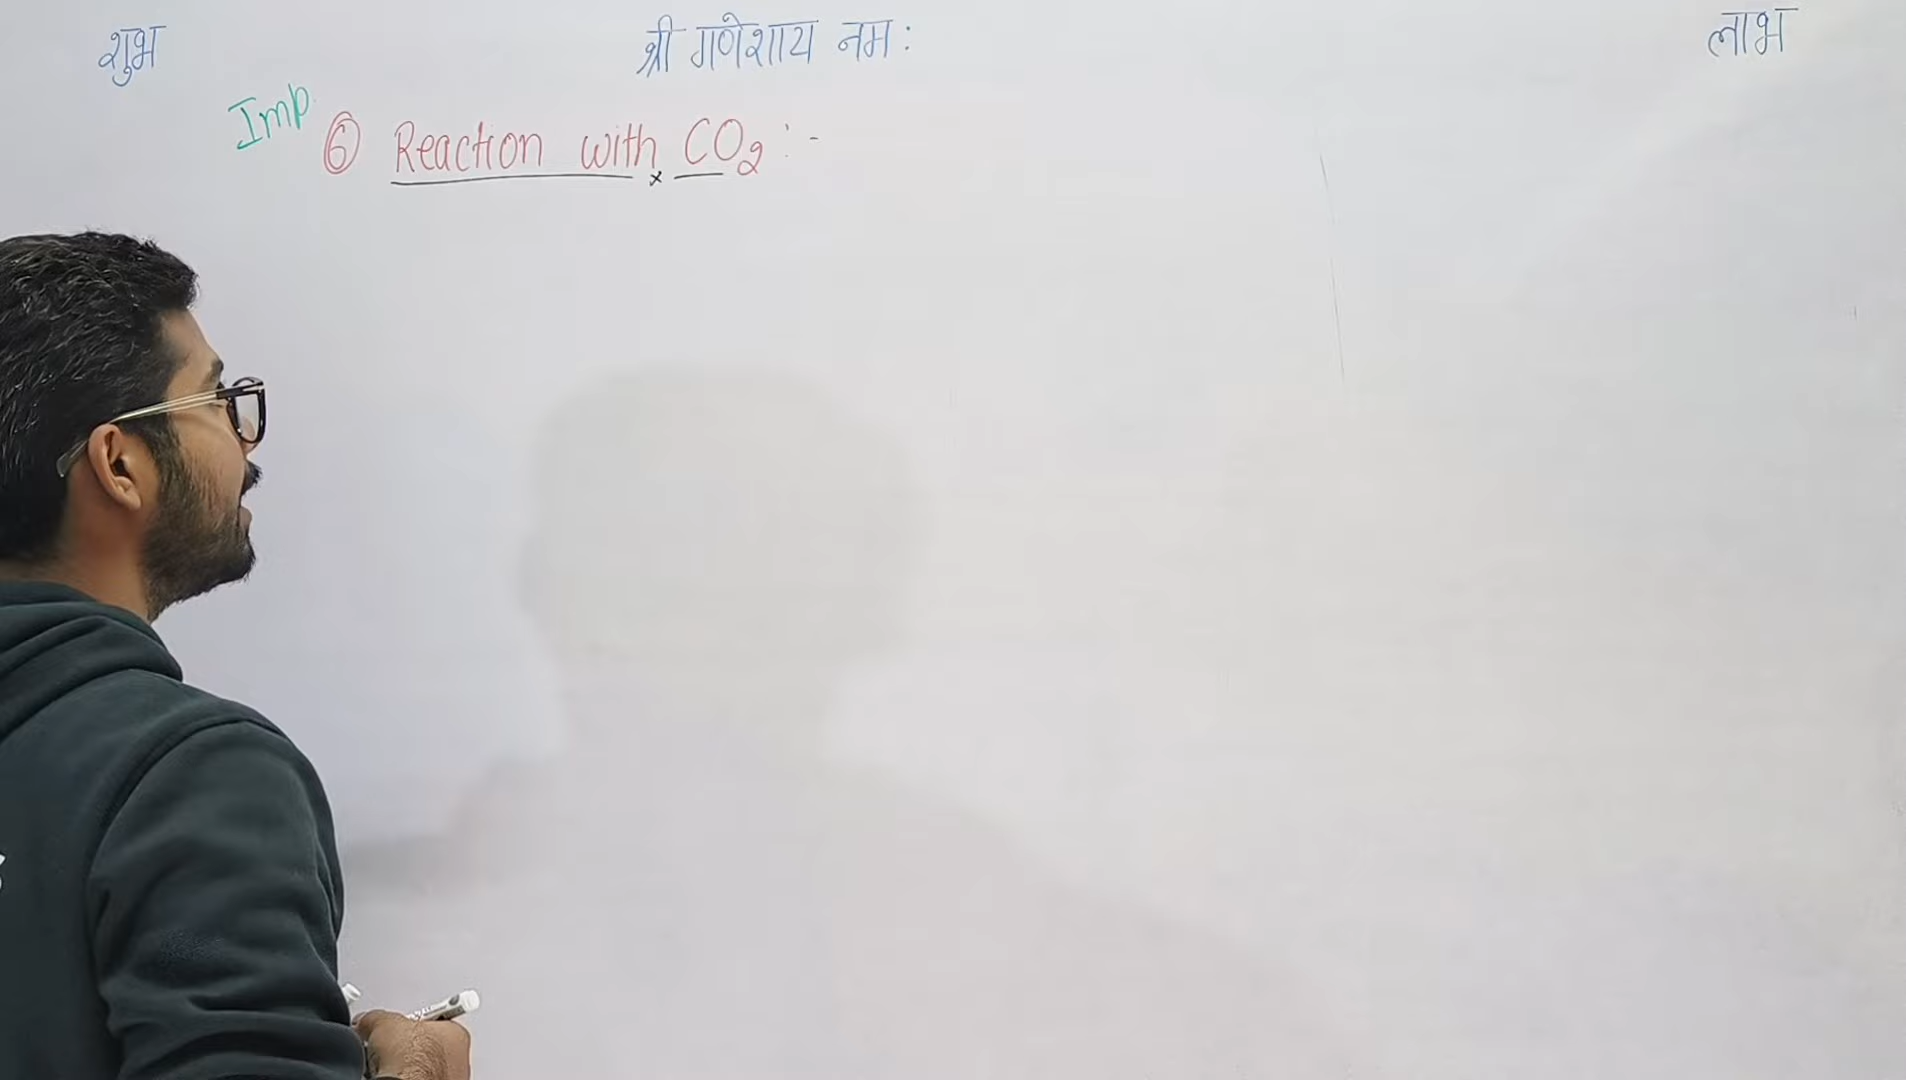 शुभ श्री गणेशाय नमः लाभ
Imp. ⑥ Reaction with CO₂ :-